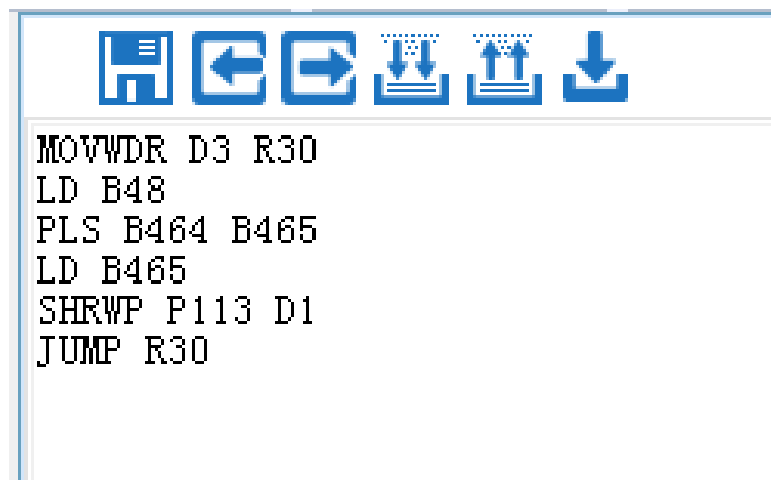 MOVWDR D3 R30
LD B48
PLS B464 B465
LD B465
SHRWP P113 D1
JUMP R30